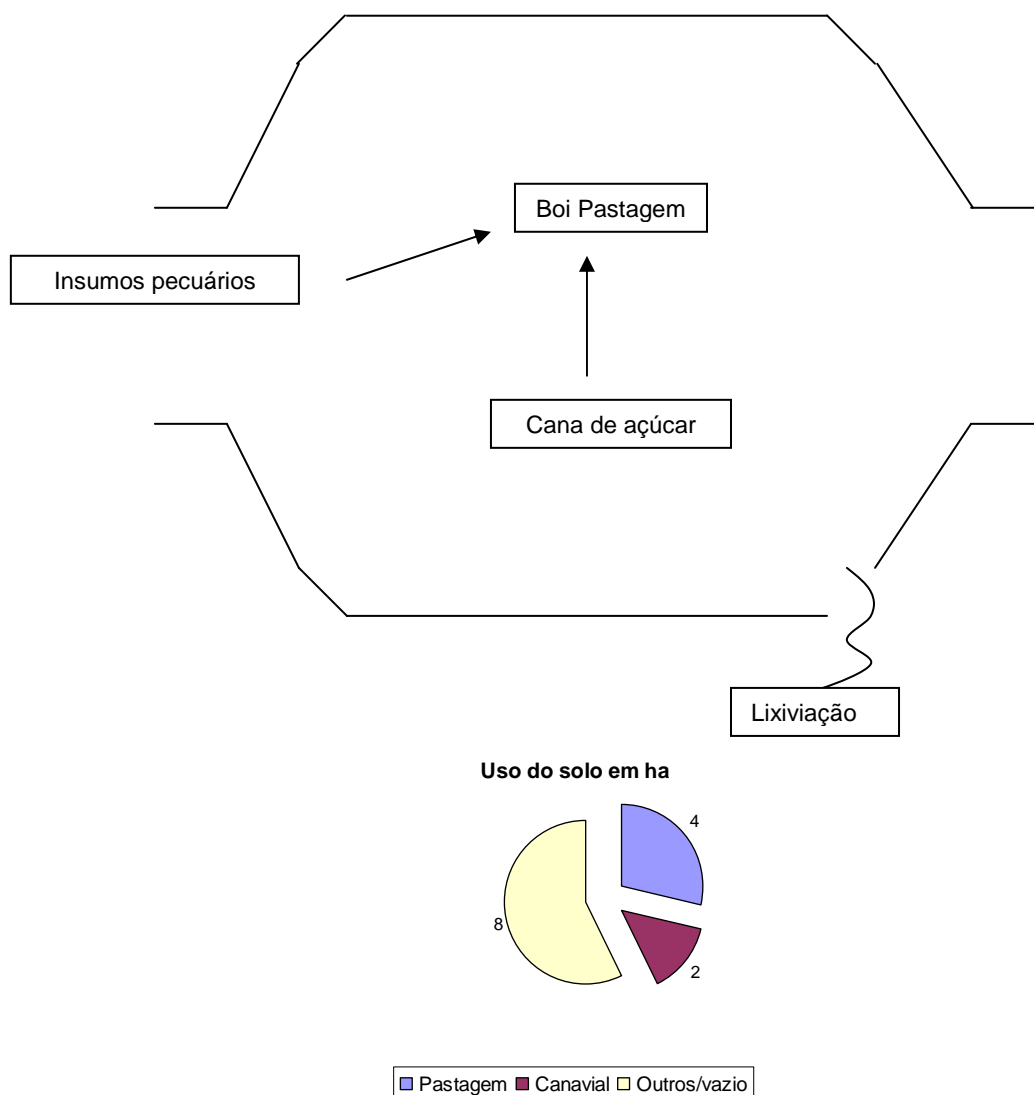 Boi Pastagem
Insumos pecuários
Cana de açúcar
Lixiviação
Uso do solo em ha
4
8
2
Pastagem Canavial Outros/vazio